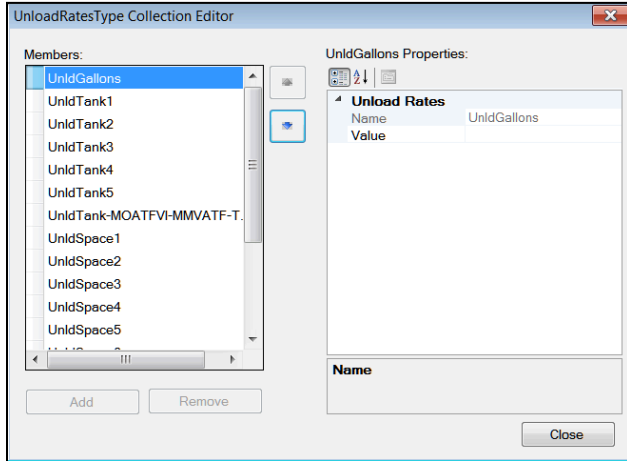 UnloadRatesType Collection Editor
Members:
UnldGallons
UnldTank1
UnldTank2
UnldTank3
UnldTank4
UnldTank5
UnldTank-MOATFVI-MMVATF-T.
UnldSpace1
UnldSpace2
UnldSpace3
UnldSpace4
UnldSpace5
Add Remove
UnldGallons Properties:
Unload Rates
Name UnldGallons
Value
Name
Close